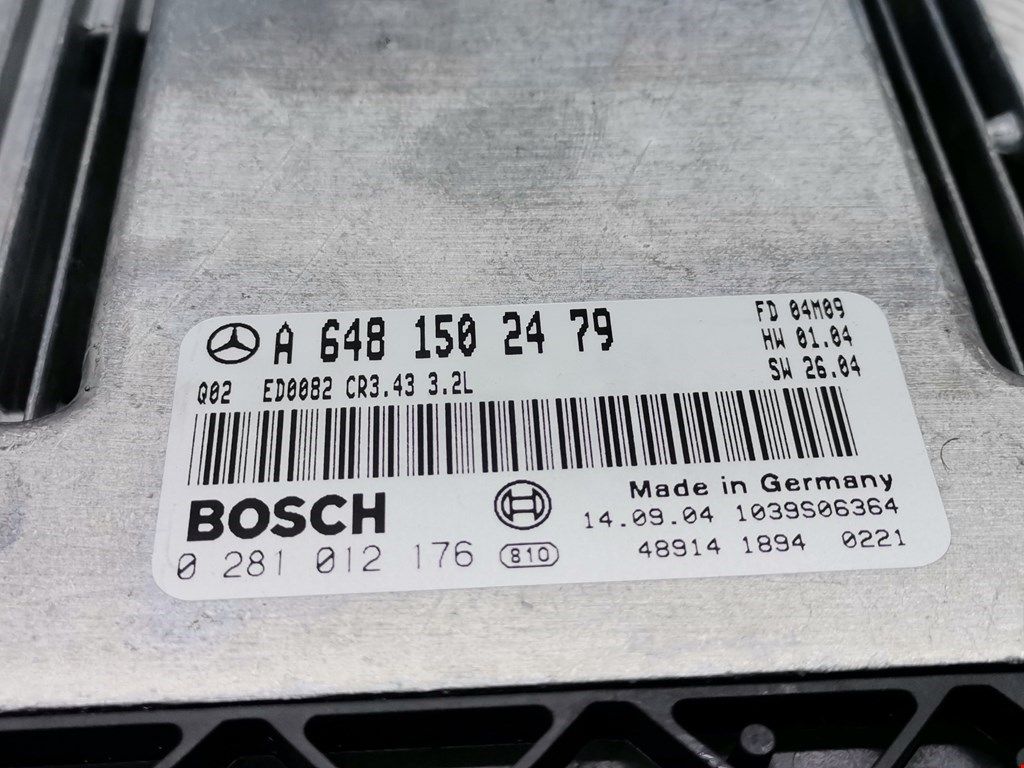 A 648 150 24 79
FD 04M09
HW 01.04
SW 26.04
Q02 ED0082 CR3.43 3.2L
BOSCH
Made in Germany
14.09.04 1039S06364
0 281 012 176 810
48914 1894 0221